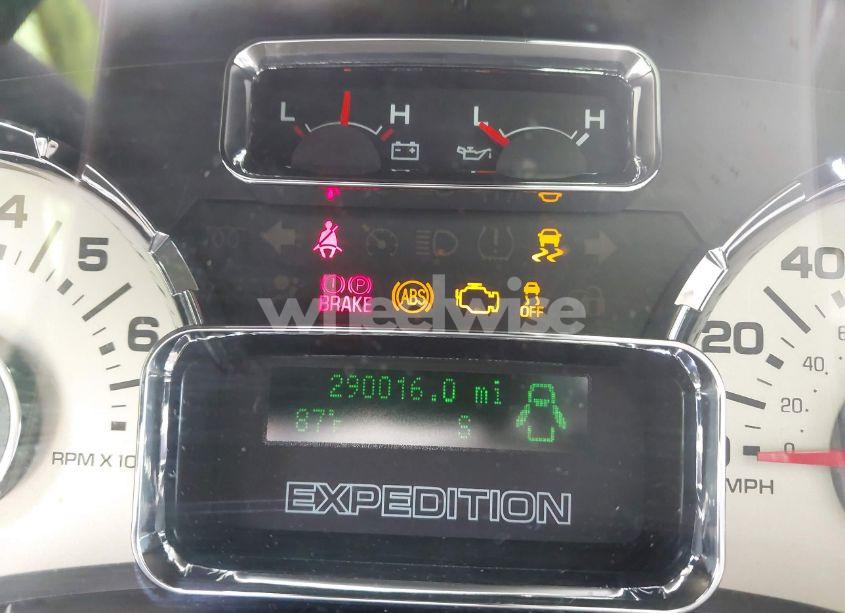 L H L H
4
5
6
RPM X10
BRAKE ABS OFF
wheelwise
290016.0 mi
87°F S
EXPEDITION
40
20
40
20
0
MPH